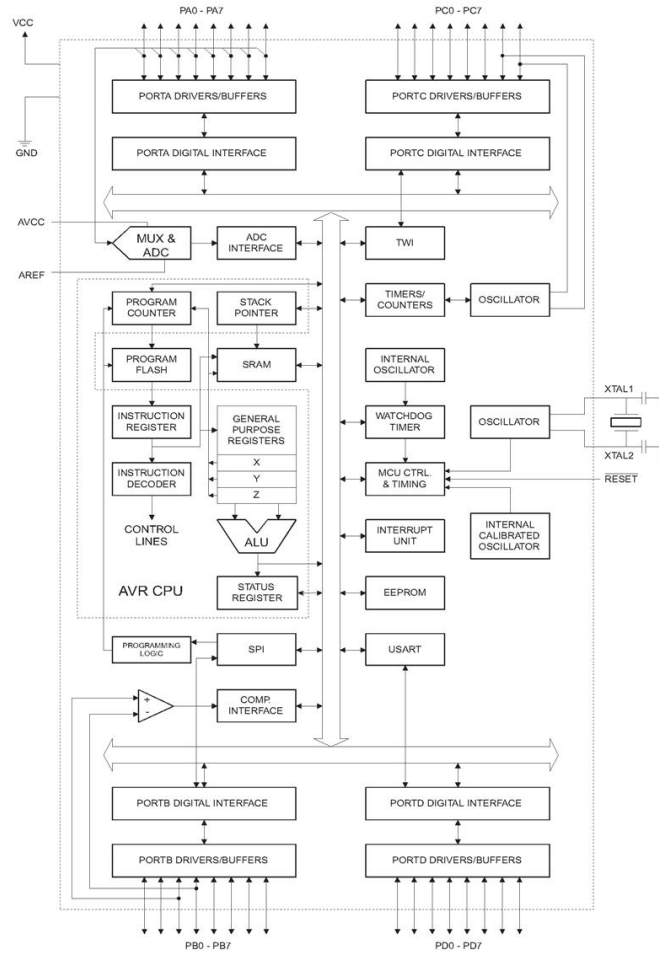 PA0 - PA7
PC0 - PC7
VCC
GND
PORTA DRIVERS/BUFFERS
PORTC DRIVERS/BUFFERS
PORTA DIGITAL INTERFACE
PORTC DIGITAL INTERFACE
AVCC
AREF
MUX &
ADC
ADC
INTERFACE
TWI
PROGRAM
COUNTER
STACK
POINTER
TIMERS/
COUNTERS
OSCILLATOR
PROGRAM
FLASH
SRAM
INTERNAL
OSCILLATOR
INSTRUCTION
REGISTER
GENERAL
PURPOSE
REGISTERS
X
Y
Z
WATCHDOG
TIMER
OSCILLATOR
XTAL1
XTAL2
INSTRUCTION
DECODER
MCU CTRL.
& TIMING
RESET
CONTROL
LINES
ALU
INTERRUPT
UNIT
INTERNAL
CALIBRATED
OSCILLATOR
AVR CPU
STATUS
REGISTER
EEPROM
PROGRAMMING
LOGIC
SPI
USART
+
-
COMP.
INTERFACE
PORTB DIGITAL INTERFACE
PORTD DIGITAL INTERFACE
PORTB DRIVERS/BUFFERS
PORTD DRIVERS/BUFFERS
PB0 - PB7
PD0 - PD7